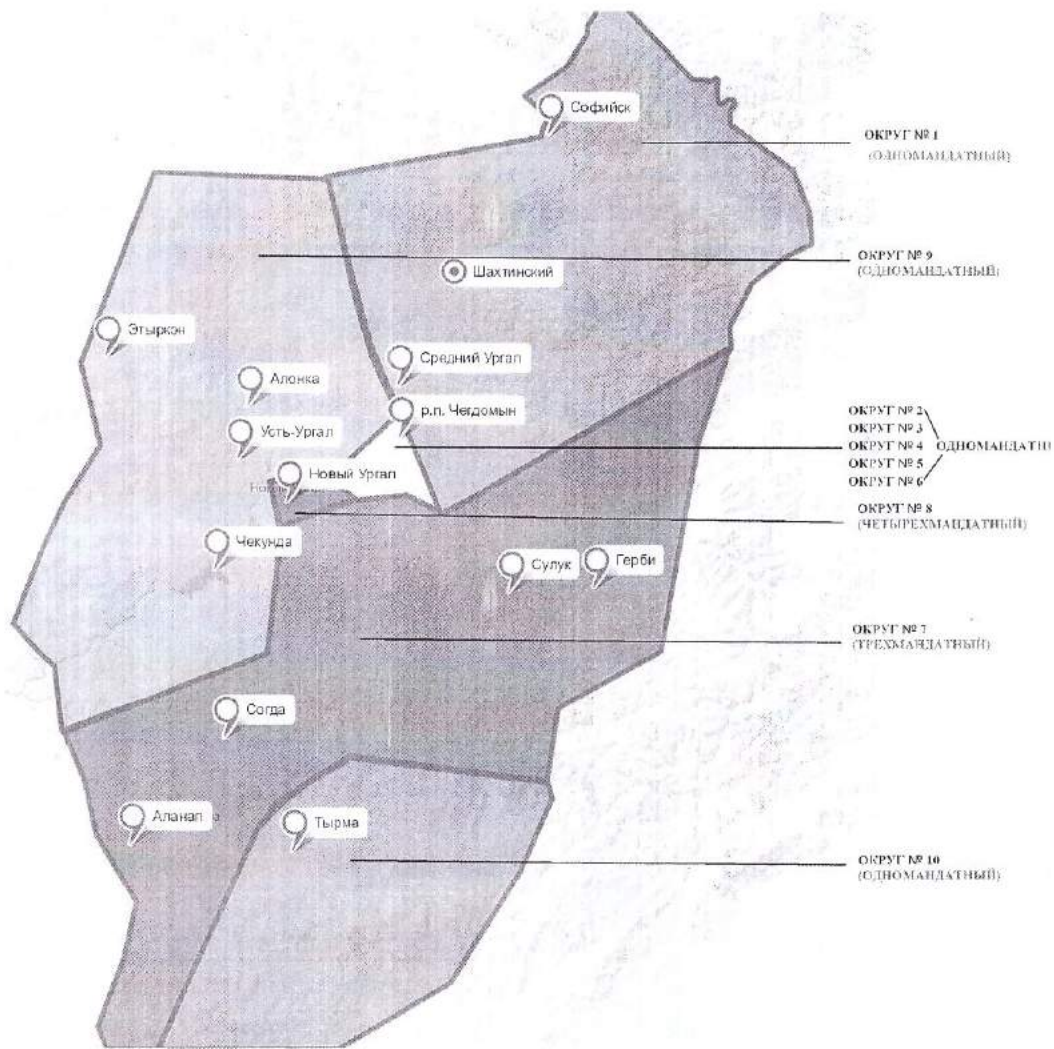 Софийск
ОКРУГ № 1
(ОДНОМАНДАТНЫЙ)
ОКРУГ № 9
(ОДНОМАНДАТНЫЙ)
Шахтинский
Этыркэн
Средний Ургал
Алонка
р.п. Чегдомын
ОКРУГ № 2
ОКРУГ № 3
Усть-Ургал
ОКРУГ № 4 ОДНОМАНДАТН
ОКРУГ № 5
Новый Ургал
ОКРУГ № 6
ОКРУГ № 8
(ЧЕТЫРЕХМАНДАТНЫЙ)
Чекунда
Сулук
Герби
ОКРУГ № 7
(ТРЕХМАНДАТНЫЙ)
Согда
Аланап
Тырма
ОКРУГ № 10
(ОДНОМАНДАТНЫЙ)